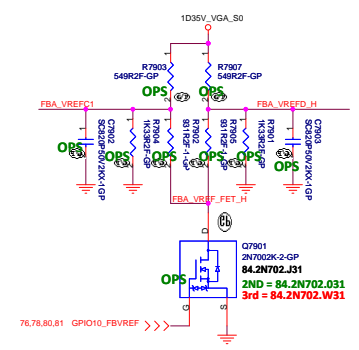 1D35V_VGA_S0
R7903
549R2F-GP
OPS
R7907
549R2F-GP
OPS
FBA_VREFC1
FBA_VREFD_H
C7902
SC820P50V2KX-1GP
OPS
R7904
1K33R2F-GP
OPS
R7902
931R2F-1-GP
OPS
R7905
931R2F-GP
OPS
R7901
1K33R2F-GP
OPS
C7903
SC820P50V2KX-1GP
OPS
FBA_VREF_FET_H
D
Q7901
2N7002K-2-GP
84.2N702.J31
2ND = 84.2N702.031
3rd = 84.2N702.W31
OPS
G
S
76,78,80,81 GPIO10_FBVREF